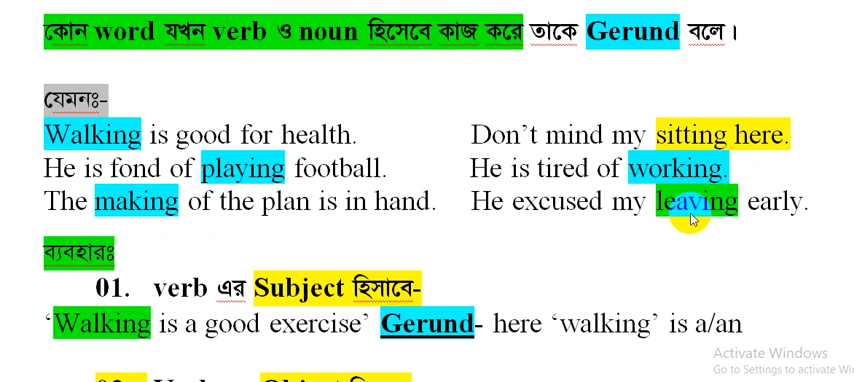 কোন word যখন verb ও noun হিসেবে কাজ করে তাকে Gerund বলে।
যেমনঃ-
Walking is good for health. Don’t mind my sitting here.
He is fond of playing football. He is tired of working.
The making of the plan is in hand. He excused my leaving early.
ব্যবহারঃ
01. verb এর Subject হিসাবে-
‘Walking is a good exercise’ Gerund- here ‘walking’ is a/an
Activate Windows
Go to Settings to activate Wi